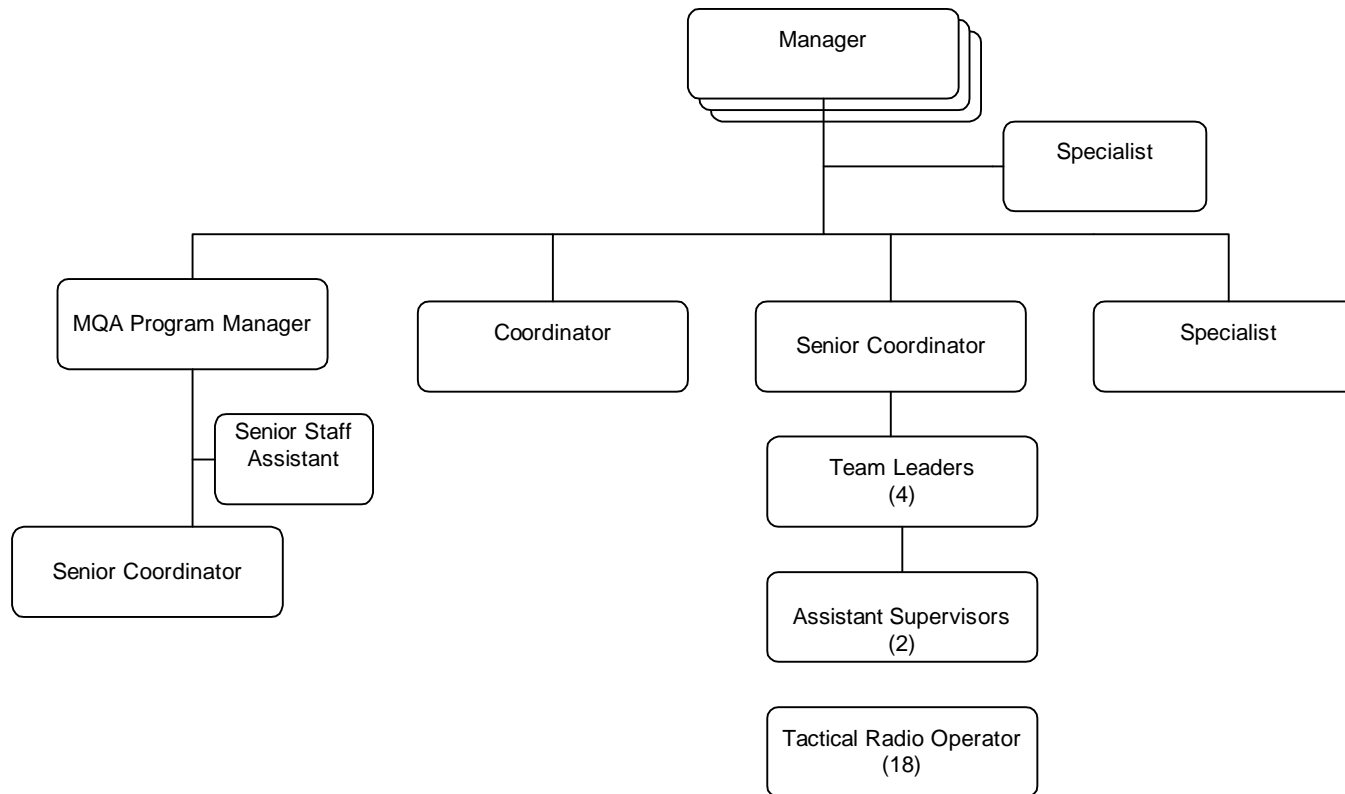 Manager
Specialist
MQA Program Manager
Coordinator
Senior Coordinator
Specialist
Senior Staff
Assistant
Senior Coordinator
Team Leaders
(4)
Assistant Supervisors
(2)
Tactical Radio Operator
(18)